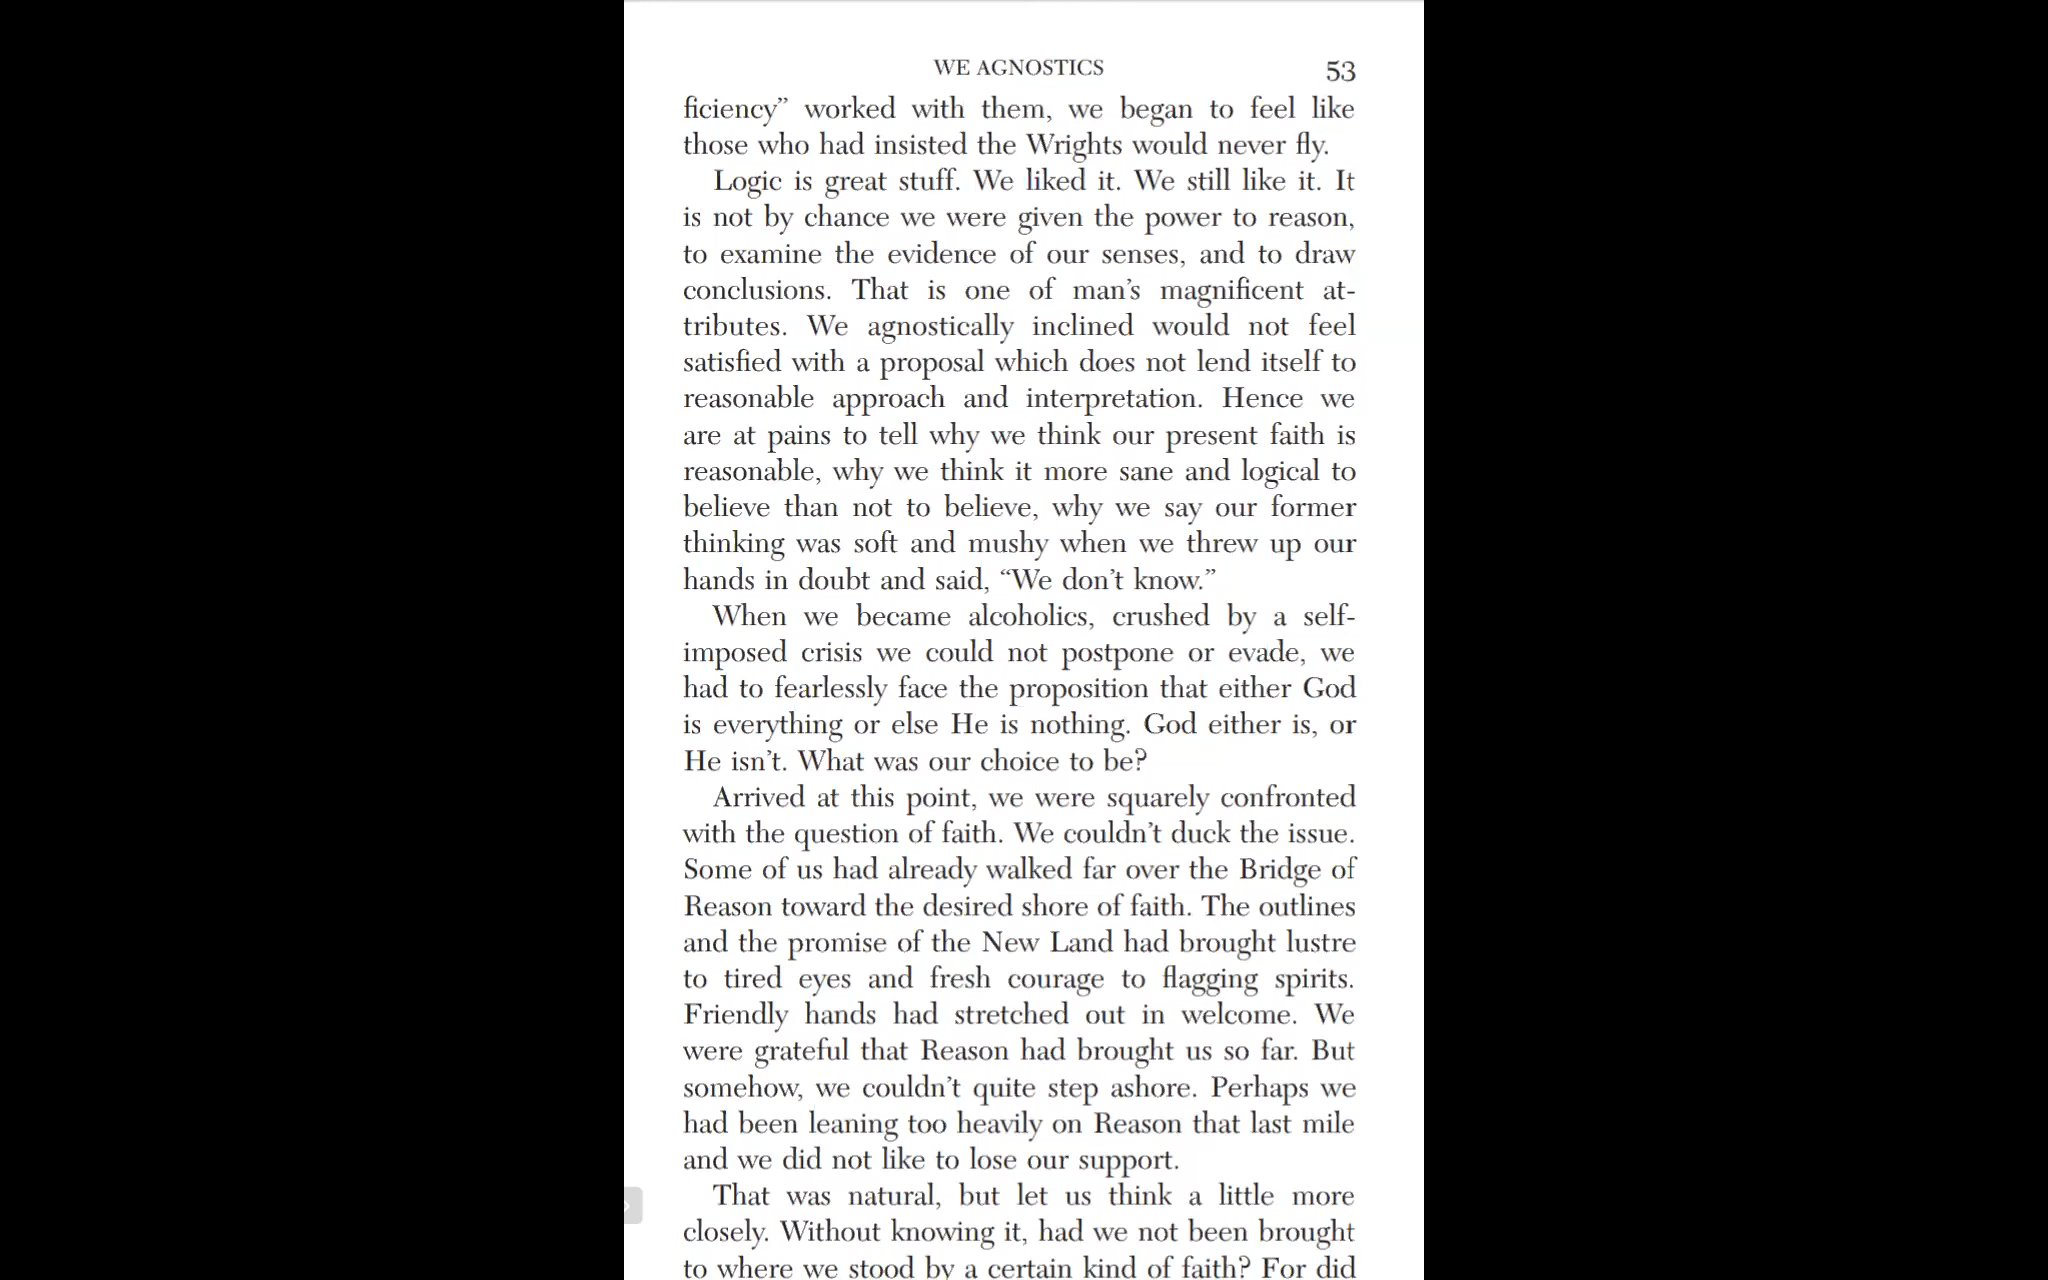 WE AGNOSTICS 53
ficiency” worked with them, we began to feel like
those who had insisted the Wrights would never fly.
Logic is great stuff. We liked it. We still like it. It
is not by chance we were given the power to reason,
to examine the evidence of our senses, and to draw
conclusions. That is one of man’s magnificent at-
tributes. We agnostically inclined would not feel
satisfied with a proposal which does not lend itself to
reasonable approach and interpretation. Hence we
are at pains to tell why we think our present faith is
reasonable, why we think it more sane and logical to
believe than not to believe, why we say our former
thinking was soft and mushy when we threw up our
hands in doubt and said, “We don’t know.”
When we became alcoholics, crushed by a self-
imposed crisis we could not postpone or evade, we
had to fearlessly face the proposition that either God
is everything or else He is nothing. God either is, or
He isn’t. What was our choice to be?
Arrived at this point, we were squarely confronted
with the question of faith. We couldn’t duck the issue.
Some of us had already walked far over the Bridge of
Reason toward the desired shore of faith. The outlines
and the promise of the New Land had brought lustre
to tired eyes and fresh courage to flagging spirits.
Friendly hands had stretched out in welcome. We
were grateful that Reason had brought us so far. But
somehow, we couldn’t quite step ashore. Perhaps we
had been leaning too heavily on Reason that last mile
and we did not like to lose our support.
That was natural, but let us think a little more
closely. Without knowing it, had we not been brought
to where we stood by a certain kind of faith? For did